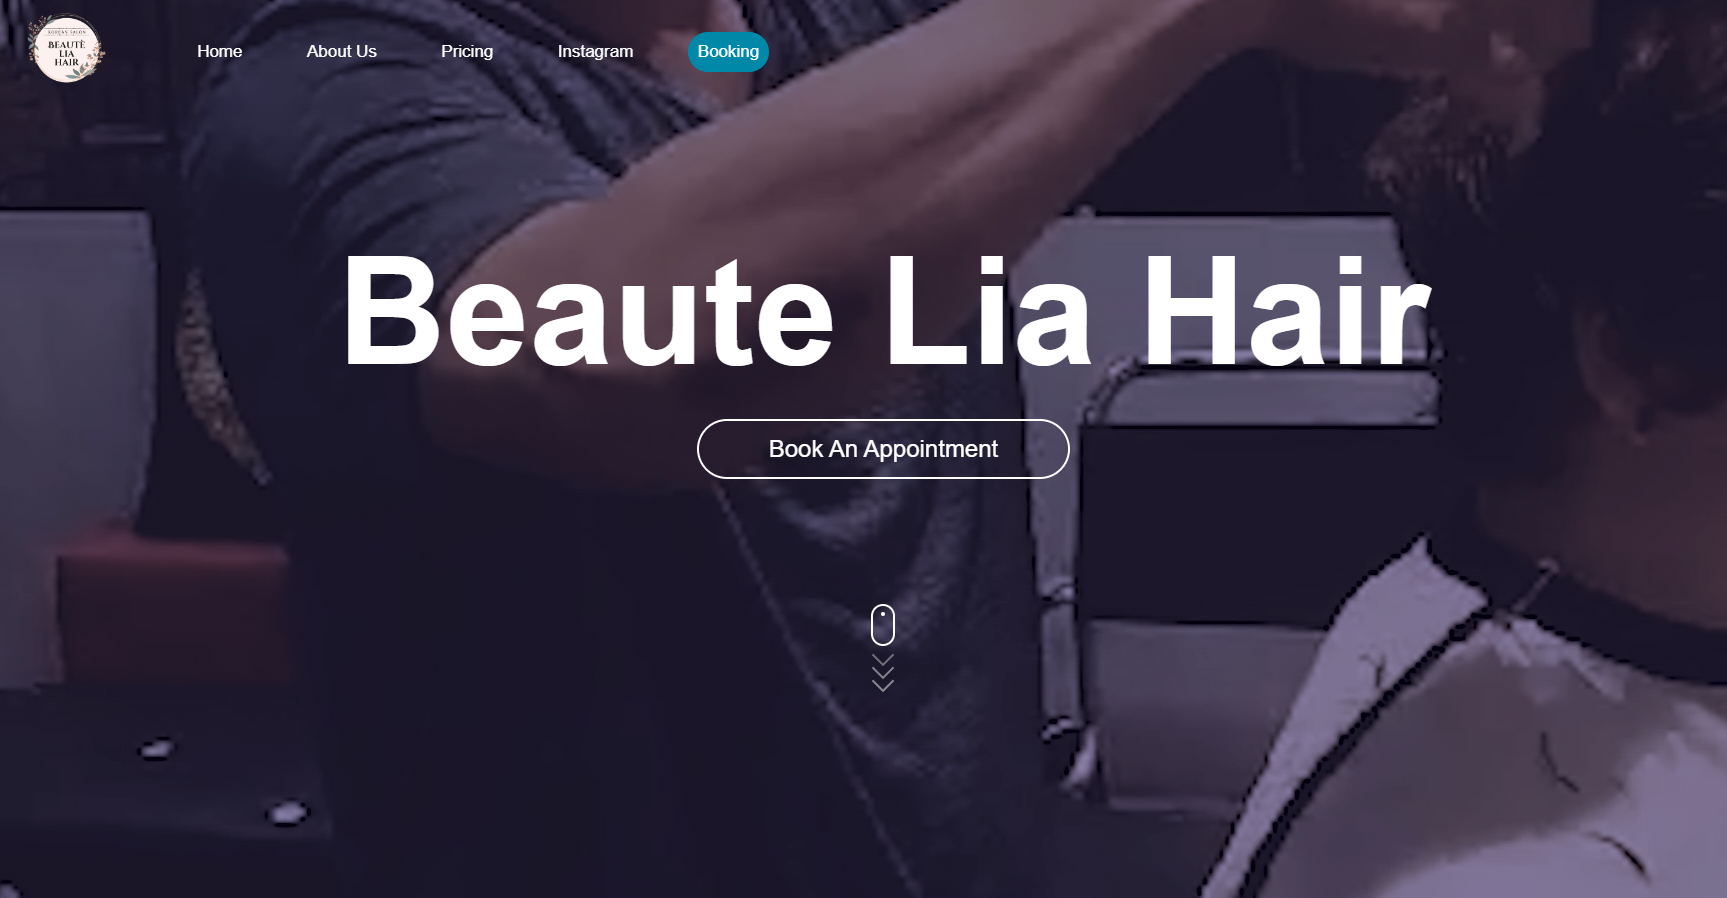 KOREAN SALON
BEAUTÉ
LIA
HAIR
Home
About Us
Pricing
Instagram
Booking
Beaute Lia Hair
Book An Appointment